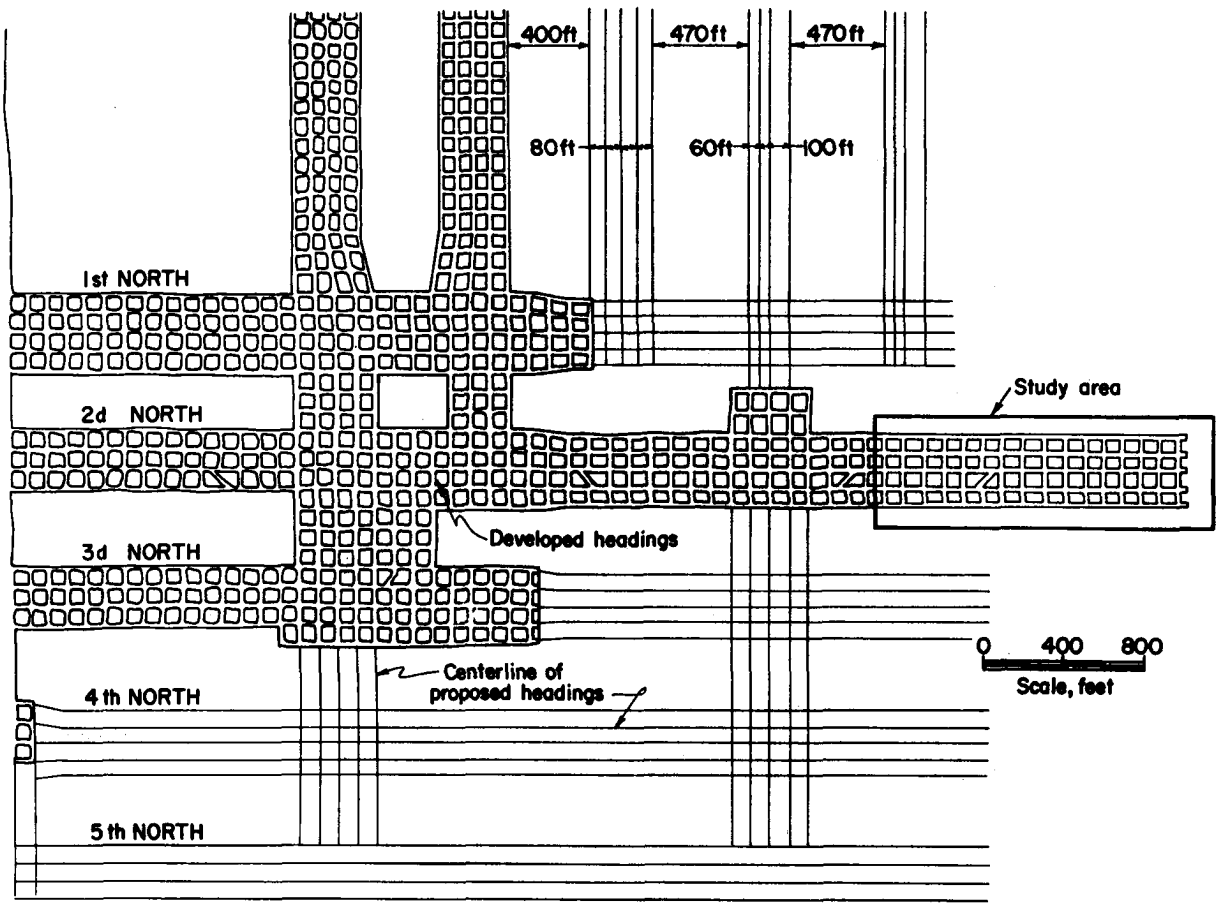 400ft
470ft
470ft
80ft
60ft
100ft
1st NORTH
Study area
2d NORTH
Developed headings
3d NORTH
0 400 800
Scale, feet
Centerline of
proposed headings
4th NORTH
5th NORTH